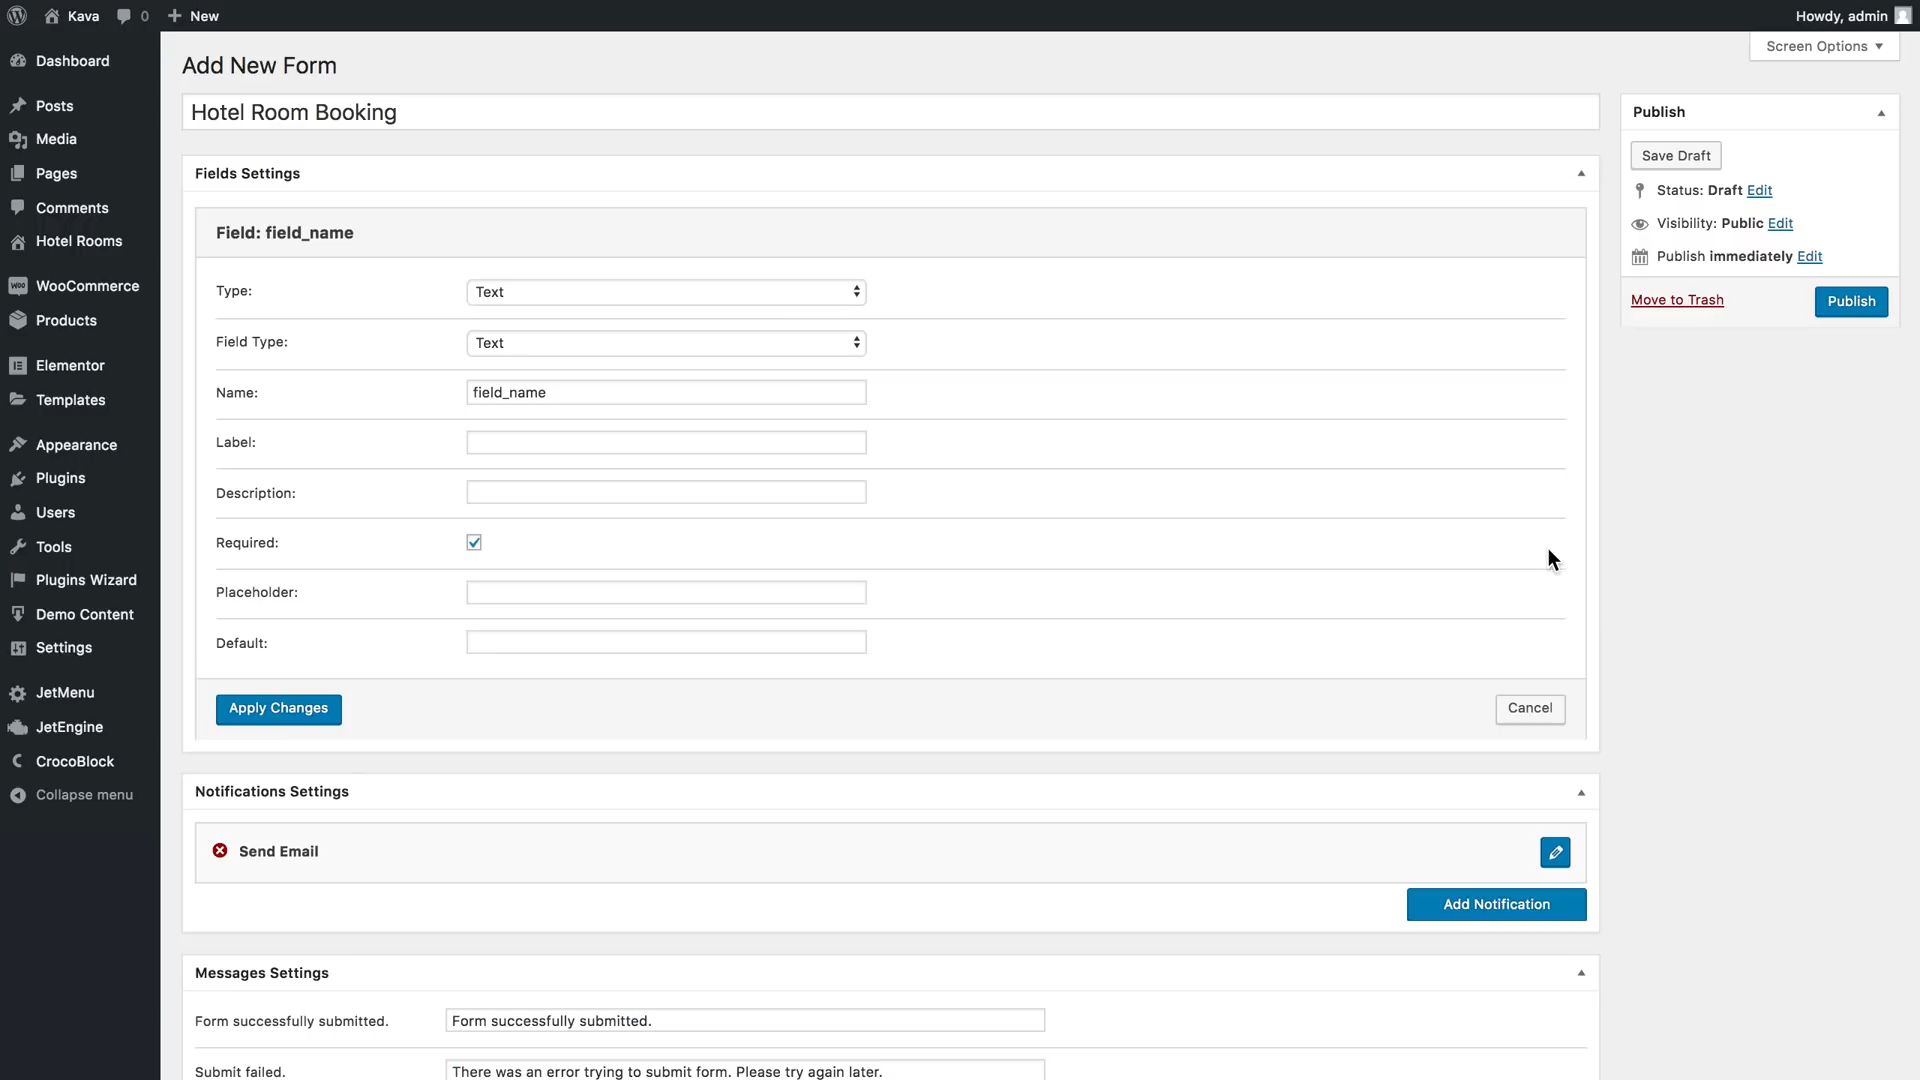 Kava
0
New
Howdy, admin
Screen Options
Dashboard
Posts
Media
Pages
Comments
Hotel Rooms
WooCommerce
Products
Elementor
Templates
Appearance
Plugins
Users
Tools
Plugins Wizard
Demo Content
Settings
JetMenu
JetEngine
CrocoBlock
Collapse menu
Add New Form
Hotel Room Booking
Fields Settings
Field: field_name
Type: Text
Field Type: Text
Name: field_name
Label:
Description:
Required:
Placeholder:
Default:
Apply Changes
Cancel
Notifications Settings
Send Email
Add Notification
Messages Settings
Form successfully submitted. Form successfully submitted.
Submit failed. There was an error trying to submit form. Please try again later.
Publish
Save Draft
Status: Draft Edit
Visibility: Public Edit
Publish immediately Edit
Move to Trash
Publish